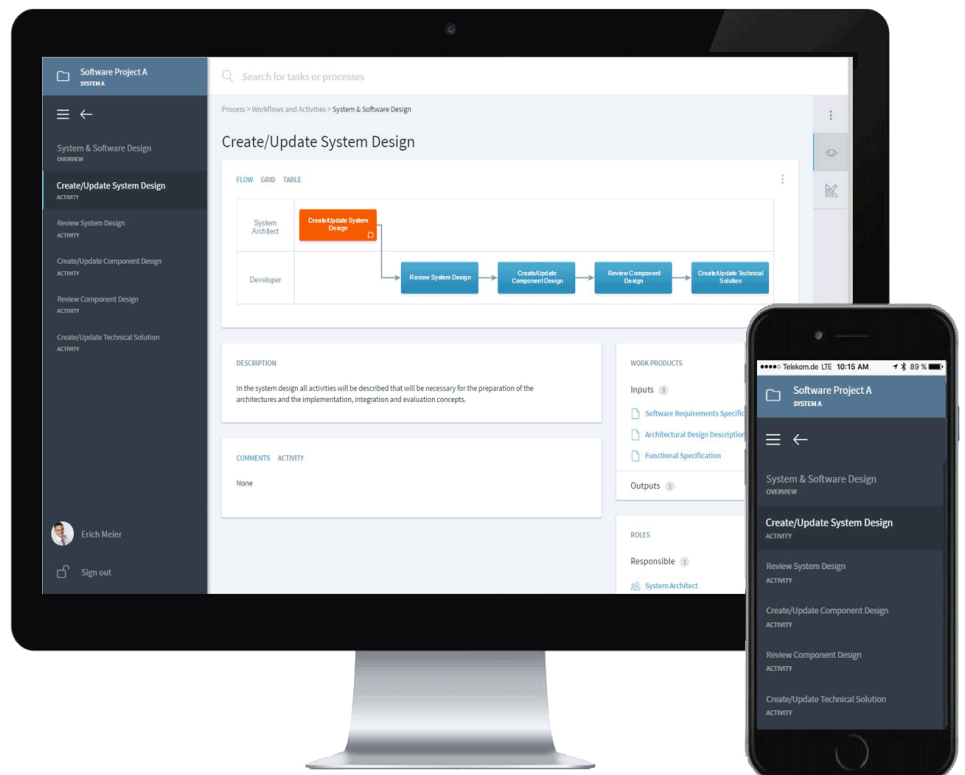 Software Project A
SYSTEM A
Search for tasks or processes
Process > Workflows and Activities > System & Software Design
System & Software Design
OVERVIEW
Create/Update System Design
ACTIVITY
Review System Design
ACTIVITY
Create/Update Component Design
ACTIVITY
Review Component Design
ACTIVITY
Create/Update Technical Solution
ACTIVITY
Erich Meier
Sign out
Create/Update System Design
FLOW GRID TABLE
System
Architect
Create/Update System
Design
Developer
Review System Design
Create/Update
Component Design
Review Component
Design
Create/Update Technical
Solution
DESCRIPTION
In the system design all activities will be described that will be necessary for the preparation of the
architectures and the implementation, integration and evaluation concepts.
COMMENTS ACTIVITY
None
WORK PRODUCTS
Inputs 3
Software Requirements Specific
Architectural Design Description
Functional Specification
Outputs 1
ROLES
Responsible 1
System Architect
Telekom.de LTE 10:15 AM 89 %
Software Project A
SYSTEM A
System & Software Design
OVERVIEW
Create/Update System Design
ACTIVITY
Review System Design
ACTIVITY
Create/Update Component Design
ACTIVITY
Review Component Design
ACTIVITY
Create/Update Technical Solution
ACTIVITY